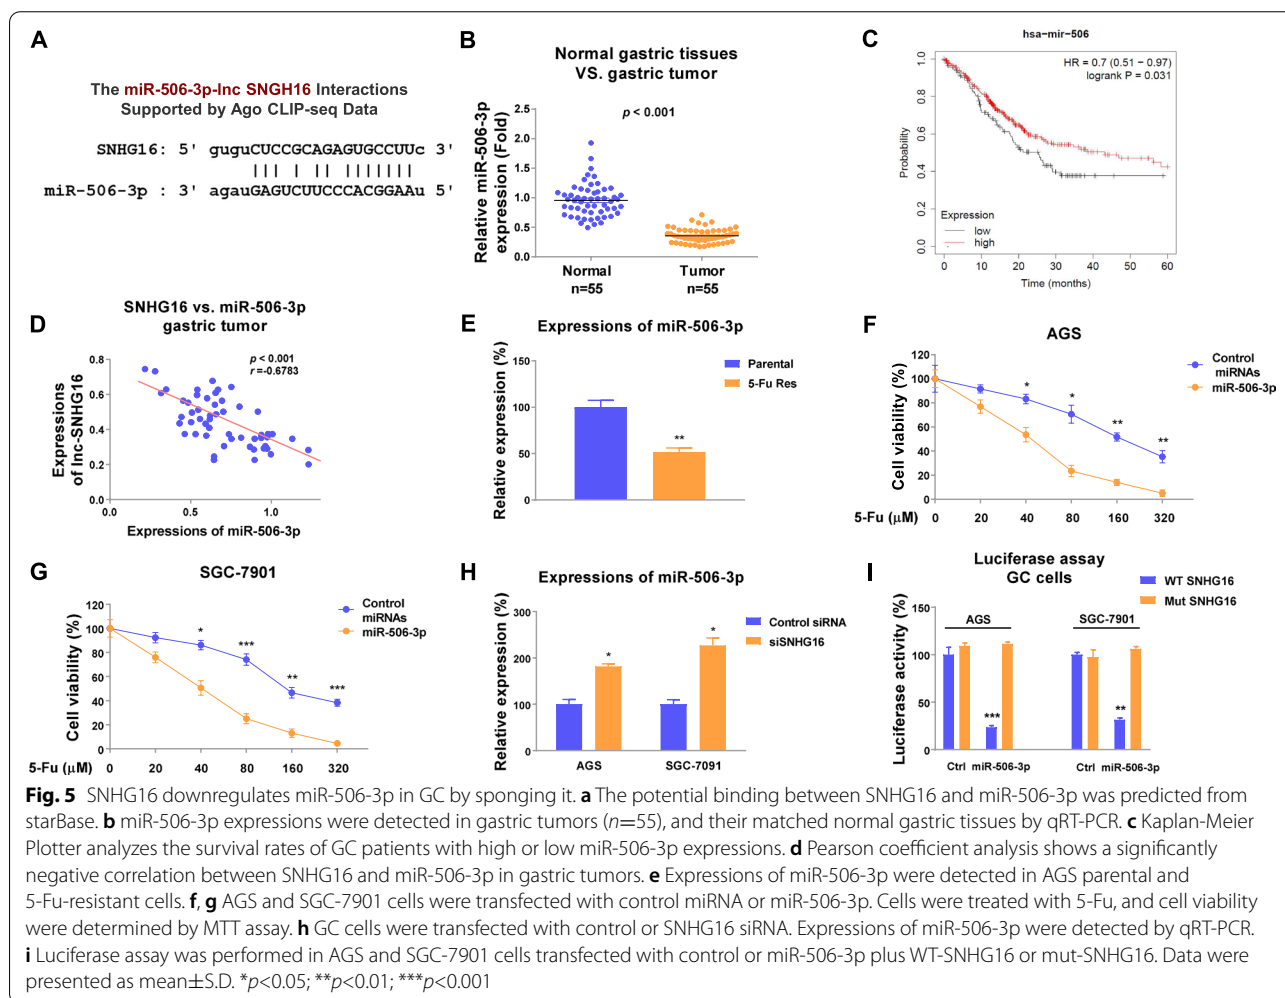 A
The miR-506-3p-lnc SNGH16 Interactions
Supported by Ago CLIP-seq Data
SNHG16: 5' guguCUCCGCAGAGUGCCUUc 3'
miR-506-3p : 3' agauGAGUCUUCCCACGGAAu 5'
B
Normal gastric tissues
VS. gastric tumor
p < 0.001
Relative miR-506-3p
expression (Fold)
2.5
2.0
1.5
1.0
0.5
0.0
Normal
n=55
Tumor
n=55
C
hsa-mir-506
HR = 0.7 (0.51 − 0.97)
logrank P = 0.031
Probability
1.0
0.8
0.6
0.4
0.2
0.0
Expression
low
high
0 10 20 30 40 50 60
Time (months)
D
SNHG16 vs. miR-506-3p
gastric tumor
p < 0.001
r =-0.6783
Expressions
of lnc-SNHG16
0.8
0.6
0.4
0.2
0.0
0.0 0.5 1.0
Expressions of miR-506-3p
E
Expressions of miR-506-3p
Relative expression (%)
150
100
50
0
**
Parental
5-Fu Res
F
AGS
Cell viability (%)
120
100
80
60
40
20
0
* * ** **
Control
miRNAs
miR-506-3p
5-Fu (μM) 0 20 40 80 160 320
G
SGC-7901
Cell viability (%)
120
100
80
60
40
20
0
* *** ** ***
Control
miRNAs
miR-506-3p
5-Fu (μM) 0 20 40 80 160 320
H
Expressions of miR-506-3p
Relative expression (%)
300
200
100
0
* *
Control siRNA
siSNHG16
AGS SGC-7091
I
Luciferase assay
GC cells
WT SNHG16
Mut SNHG16
Luciferase activity
150
100
50
0
AGS SGC-7901
*** **
Ctrl miR-506-3p Ctrl miR-506-3p
Fig. 5 SNHG16 downregulates miR-506-3p in GC by sponging it. a The potential binding between SNHG16 and miR-506-3p was predicted from
starBase. b miR-506-3p expressions were detected in gastric tumors (n=55), and their matched normal gastric tissues by qRT-PCR. c Kaplan-Meier
Plotter analyzes the survival rates of GC patients with high or low miR-506-3p expressions. d Pearson coefficient analysis shows a significantly
negative correlation between SNHG16 and miR-506-3p in gastric tumors. e Expressions of miR-506-3p were detected in AGS parental and
5-Fu-resistant cells. f, g AGS and SGC-7901 cells were transfected with control miRNA or miR-506-3p. Cells were treated with 5-Fu, and cell viability
were determined by MTT assay. h GC cells were transfected with control or SNHG16 siRNA. Expressions of miR-506-3p were detected by qRT-PCR.
i Luciferase assay was performed in AGS and SGC-7901 cells transfected with control or miR-506-3p plus WT-SNHG16 or mut-SNHG16. Data were
presented as mean±S.D. *p<0.05; **p<0.01; ***p<0.001